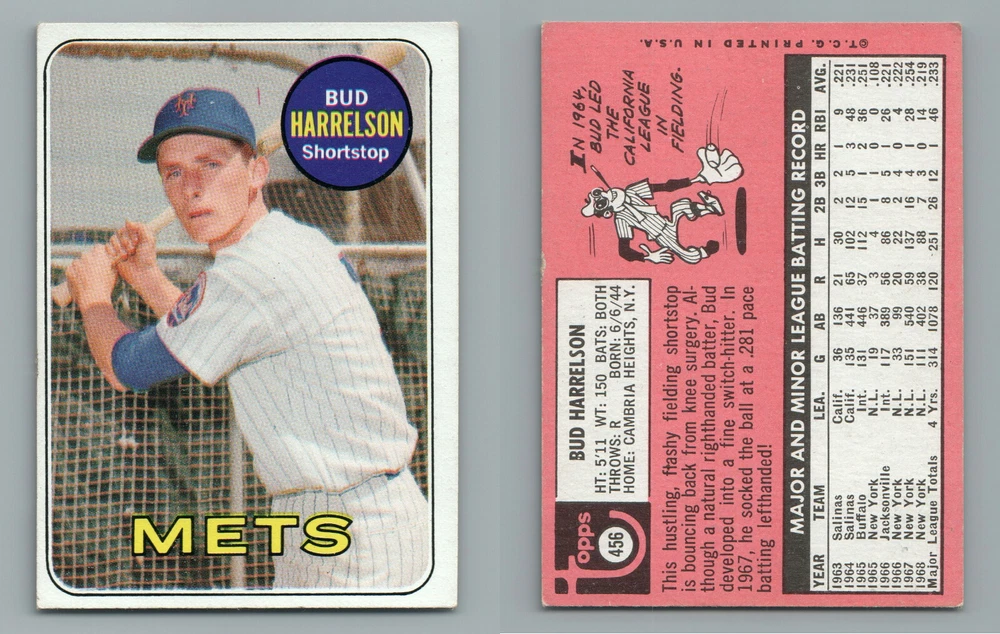 BUD
HARRELSON
Shortstop
METS
topps
456
BUD HARRELSON
HT: 5'11 WT: 150 BATS: BOTH
THROWS: R BORN: 6/6/44
HOME: CAMBRIA HEIGHTS, N.Y.
This hustling, flashy fielding shortstop
is bouncing back from knee surgery. Al-
though a natural righthanded batter, Bud
developed into a fine switch-hitter. In
1967, he socked the ball at a .281 pace
batting lefthanded!
IN 1964,
BUD LED
THE
CALIFORNIA
LEAGUE
IN
FIELDING.
MAJOR AND MINOR LEAGUE BATTING RECORD
YEAR TEAM LEA. G AB R H 2B 3B HR RBI AVG.
1963 Salinas Calif. 36 136 21 30 2 2 1 9 .221
1964 Salinas Calif. 135 441 65 102 12 5 3 48 .231
1965 Buffalo Int. 131 446 37 112 15 1 2 36 .251
1965 New York N.L. 19 37 3 4 1 1 0 0 .108
1966 Jacksonville Int. 117 389 56 86 8 5 1 26 .221
1966 New York N.L. 33 99 20 22 2 4 0 4 .222
1967 New York N.L. 151 540 59 137 16 4 1 28 .254
1968 New York N.L. 111 402 38 88 7 3 0 14 .219
Major League Totals 4 Yrs. 314 1078 120 251 26 12 1 46 .233
©T.C.G. PRINTED IN U.S.A.